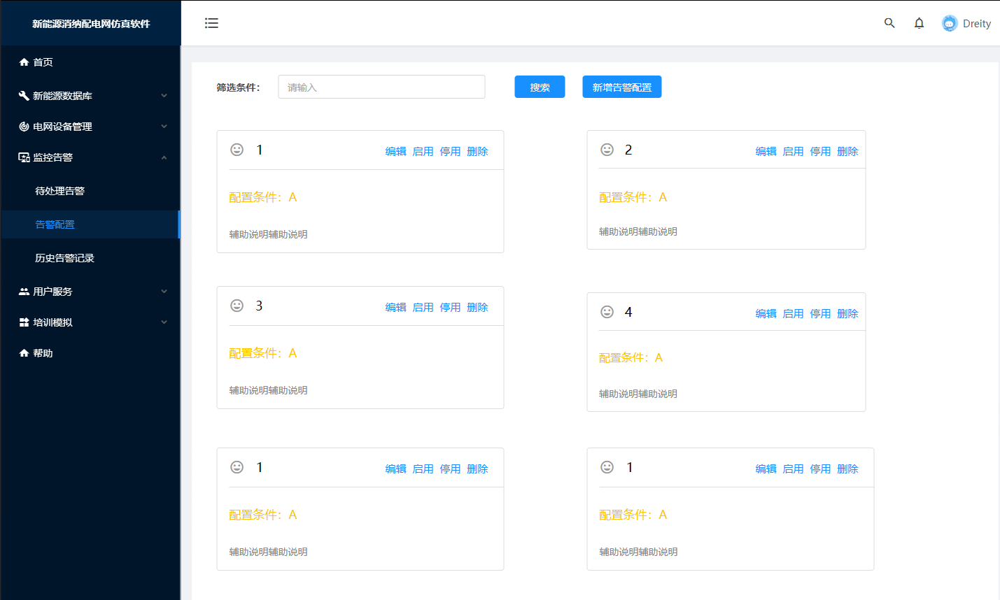 新能源消纳配电网仿真软件
Dreity
首页
新能源数据库
电网设备管理
监控告警
待处理告警
告警配置
历史告警记录
用户服务
培训模拟
帮助
筛选条件： 请输入 搜索 新增告警配置
1 编辑 启用 停用 删除
配置条件：A
辅助说明辅助说明
2 编辑 启用 停用 删除
配置条件：A
辅助说明辅助说明
3 编辑 启用 停用 删除
配置条件：A
辅助说明辅助说明
4 编辑 启用 停用 删除
配置条件：A
辅助说明辅助说明
1 编辑 启用 停用 删除
配置条件：A
辅助说明辅助说明
1 编辑 启用 停用 删除
配置条件：A
辅助说明辅助说明